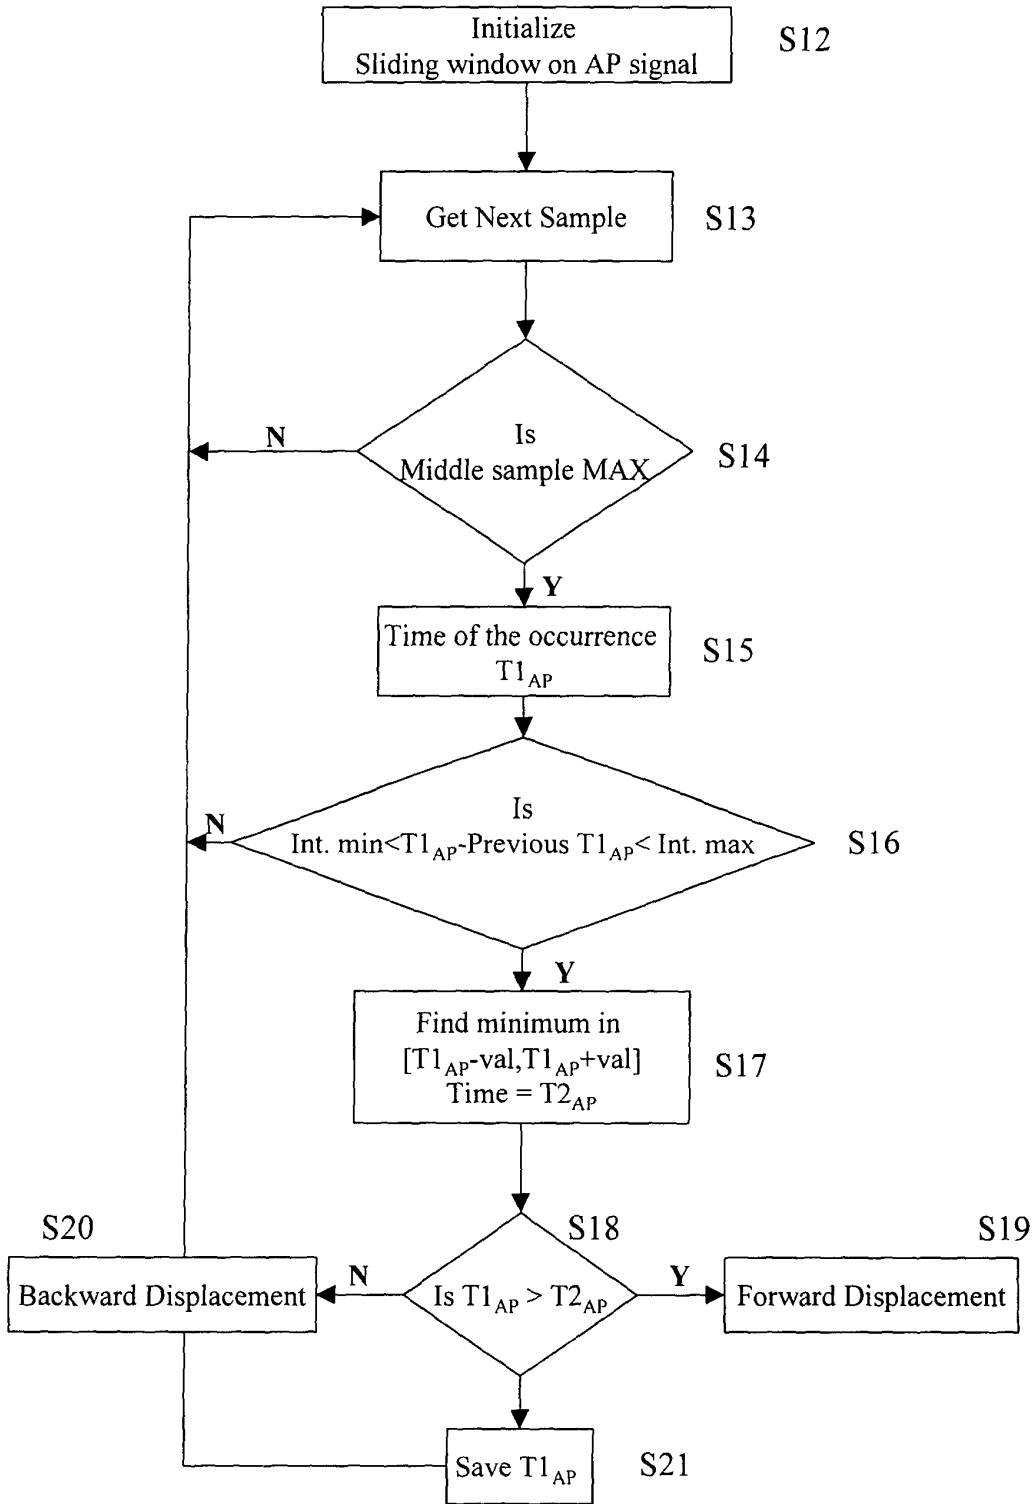 Initialize
Sliding window on AP signal
S12
Get Next Sample
S13
Is
Middle sample MAX
N
S14
Y
Time of the occurrence
T1AP
S15
Is
Int. min<T1AP-Previous T1AP< Int. max
N
S16
Y
Find minimum in
[T1AP-val,T1AP+val]
Time = T2AP
S17
S20
S18
S19
Backward Displacement
N
Is T1AP > T2AP
Y
Forward Displacement
Save T1AP
S21